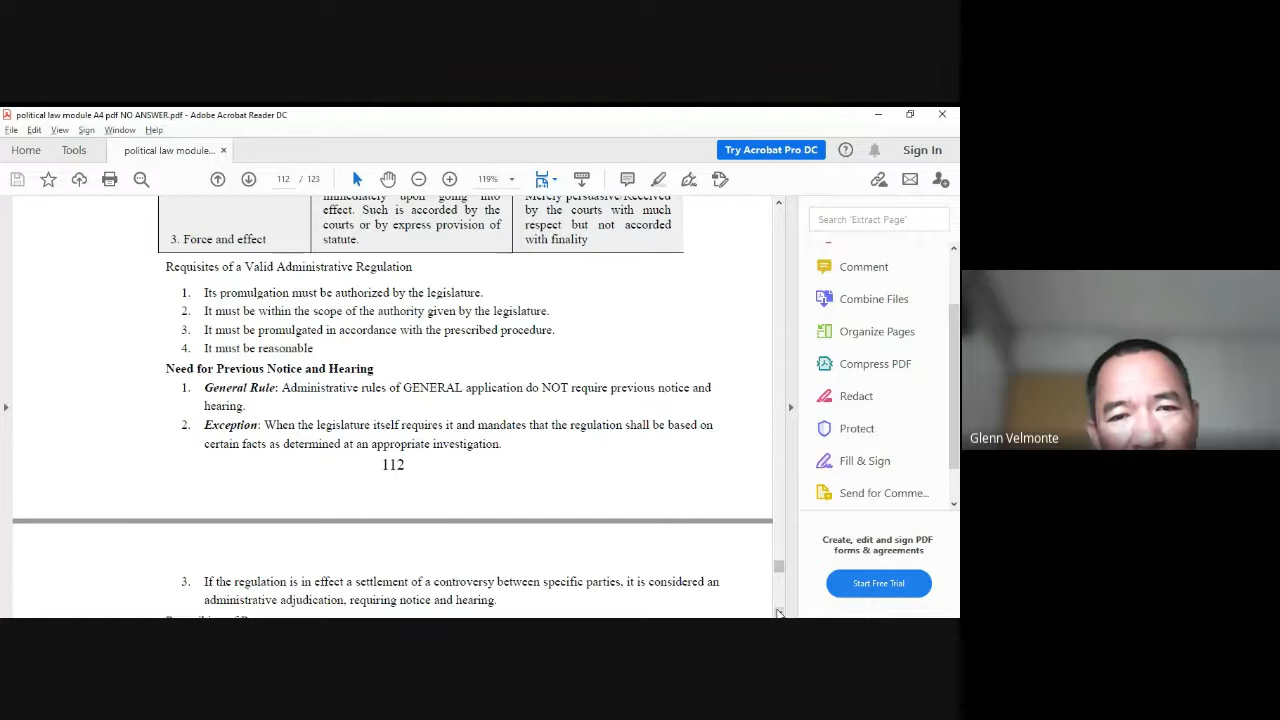 political law module A4 pdf NO ANSWER.pdf - Adobe Acrobat Reader DC
File Edit View Sign Window Help
Home Tools political law module... × Try Acrobat Pro DC Sign In
112 / 123 119%
immediately upon going into
effect. Such is accorded by the
courts or by express provision of
statute.
Merely persuasive/Received
by the courts with much
respect but not accorded
with finality
3. Force and effect
Requisites of a Valid Administrative Regulation
1. Its promulgation must be authorized by the legislature.
2. It must be within the scope of the authority given by the legislature.
3. It must be promulgated in accordance with the prescribed procedure.
4. It must be reasonable
Need for Previous Notice and Hearing
1. General Rule: Administrative rules of GENERAL application do NOT require previous notice and
hearing.
2. Exception: When the legislature itself requires it and mandates that the regulation shall be based on
certain facts as determined at an appropriate investigation.
112
3. If the regulation is in effect a settlement of a controversy between specific parties, it is considered an
administrative adjudication, requiring notice and hearing.
Search 'Extract Page'
Comment
Combine Files
Organize Pages
Compress PDF
Redact
Protect
Fill & Sign
Send for Comme...
Create, edit and sign PDF
forms & agreements
Start Free Trial
Glenn Velmonte